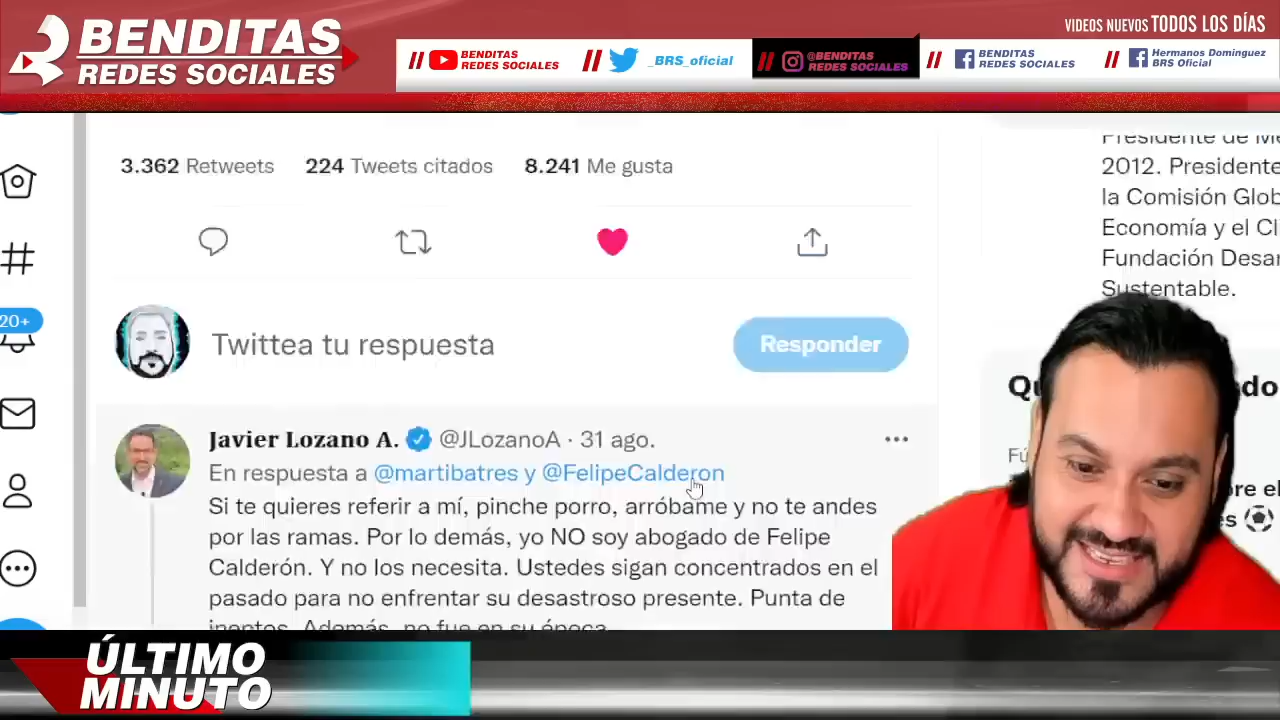 BENDITAS
REDES SOCIALES
VIDEOS NUEVOS TODOS LOS DÍAS
// BENDITAS
REDES SOCIALES
// _BRS_oficial
// @BENDITAS
REDES SOCIALES
// BENDITAS
REDES SOCIALES
// Hermanos Dominguez
BRS Oficial
3.362 Retweets 224 Tweets citados 8.241 Me gusta
20+
Twittea tu respuesta
Responder
Javier Lozano A. @JLozanoA · 31 ago.
En respuesta a @martibatres y @FelipeCalderon
Si te quieres referir a mí, pinche porro, arróbame y no te andes
por las ramas. Por lo demás, yo NO soy abogado de Felipe
Calderón. Y no los necesita. Ustedes sigan concentrados en el
pasado para no enfrentar su desastroso presente. Punta de
ineptos. Además, no fue en su época
Presidente de Mé
2012. Presidente
la Comisión Glob
Economía y el Cl
Fundación Desar
Sustentable.
ÚLTIMO
MINUTO